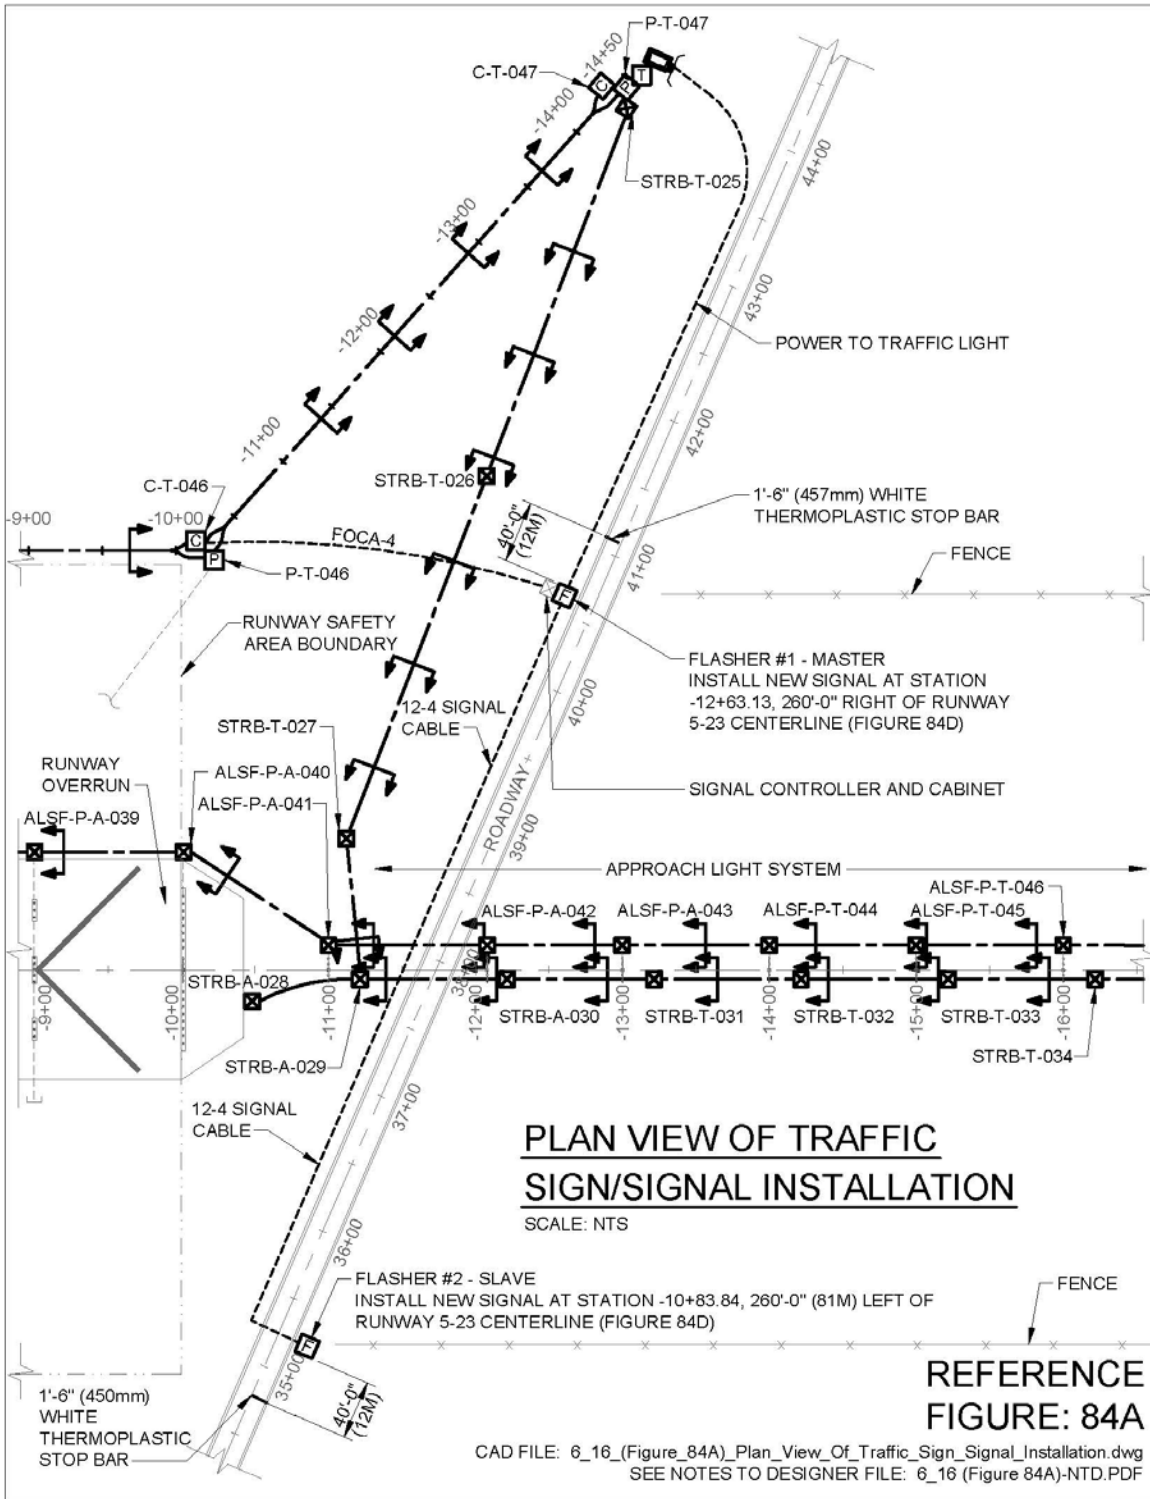 P-T-047
C-T-047
-14+50
C
P
T
-14+00
STRB-T-025
44+00
-13+00
43+00
-12+00
POWER TO TRAFFIC LIGHT
42+00
-11+00
C-T-046
STRB-T-026
1'-6" (457mm) WHITE
THERMOPLASTIC STOP BAR
-9+00
-10+00
FOCA-4
40'-0"
(12M)
41+00
FENCE
C
P
P-T-046
F
RUNWAY SAFETY
AREA BOUNDARY
FLASHER #1 - MASTER
INSTALL NEW SIGNAL AT STATION
-12+63.13, 260'-0" RIGHT OF RUNWAY
5-23 CENTERLINE (FIGURE 84D)
40+00
12-4 SIGNAL
CABLE
STRB-T-027
RUNWAY
OVERRUN
ALSF-P-A-040
ALSF-P-A-041
ALSF-P-A-039
ROADWAY
SIGNAL CONTROLLER AND CABINET
39+00
APPROACH LIGHT SYSTEM
ALSF-P-T-046
ALSF-P-A-042
ALSF-P-A-043
ALSF-P-T-044
ALSF-P-T-045
38+00
STRB-A-028
-9+00
-10+00
-11+00
-12+00
-13+00
-14+00
-15+00
-16+00
STRB-A-030
STRB-T-031
STRB-T-032
STRB-T-033
STRB-T-034
STRB-A-029
37+00
12-4 SIGNAL
CABLE
PLAN VIEW OF TRAFFIC
SIGN/SIGNAL INSTALLATION
SCALE: NTS
36+00
FLASHER #2 - SLAVE
INSTALL NEW SIGNAL AT STATION -10+83.84, 260'-0" (81M) LEFT OF
RUNWAY 5-23 CENTERLINE (FIGURE 84D)
FENCE
F
35+00
40'-0"
(12M)
1'-6" (450mm)
WHITE
THERMOPLASTIC
STOP BAR
REFERENCE
FIGURE: 84A
CAD FILE: 6_16_(Figure_84A)_Plan_View_Of_Traffic_Sign_Signal_Installation.dwg
SEE NOTES TO DESIGNER FILE: 6_16 (Figure 84A)-NTD.PDF